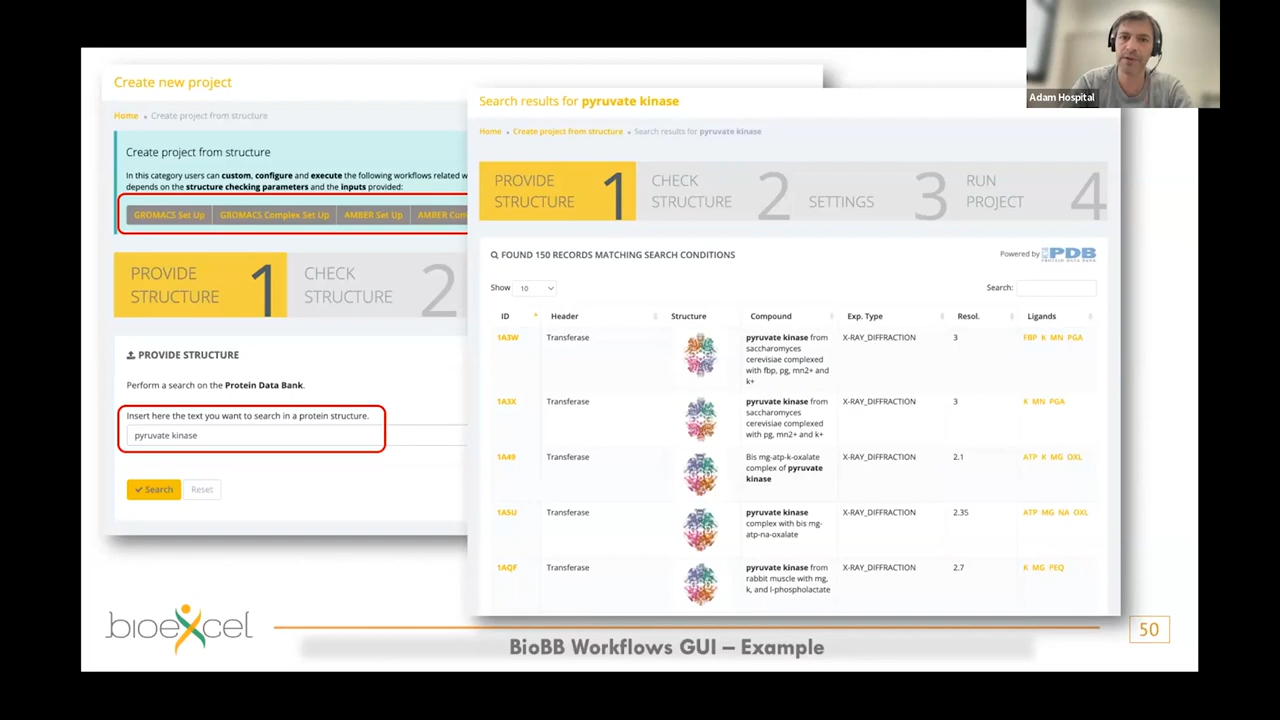 Adam Hospital
Create new project
Home • Create project from structure
Create project from structure
In this category users can custom, configure and execute the following workflows related w
depends on the structure checking parameters and the inputs provided:
GROMACS Set Up GROMACS Complex Set Up AMBER Set Up AMBER Com
PROVIDE
STRUCTURE 1
CHECK
STRUCTURE 2
PROVIDE STRUCTURE
Perform a search on the Protein Data Bank.
Insert here the text you want to search in a protein structure.
pyruvate kinase
Search Reset
Search results for pyruvate kinase
Home • Create project from structure • Search results for pyruvate kinase
PROVIDE
STRUCTURE 1
CHECK
STRUCTURE 2
SETTINGS 3
RUN
PROJECT 4
FOUND 150 RECORDS MATCHING SEARCH CONDITIONS
Powered by PDB
PROTEIN DATA BANK
Show 10
Search:
ID Header Structure Compound Exp. Type Resol. Ligands
1A3W Transferase pyruvate kinase from X-RAY_DIFFRACTION 3 FBP K MN PGA
saccharomyces
cerevisiae complexed
with fbp, pg, mn2+ and
k+
1A3X Transferase pyruvate kinase from X-RAY_DIFFRACTION 3 K MN PGA
saccharomyces
cerevisiae complexed
with pg, mn2+ and k+
1A49 Transferase Bis mg-atp-k-oxalate X-RAY_DIFFRACTION 2.1 ATP K MG OXL
complex of pyruvate
kinase
1A5U Transferase pyruvate kinase X-RAY_DIFFRACTION 2.35 ATP MG NA OXL
complex with bis mg-
atp-na-oxalate
1AQF Transferase pyruvate kinase from X-RAY_DIFFRACTION 2.7 K MG PEQ
rabbit muscle with mg,
k, and l-phospholactate
bioexcel
BioBB Workflows GUI – Example
50